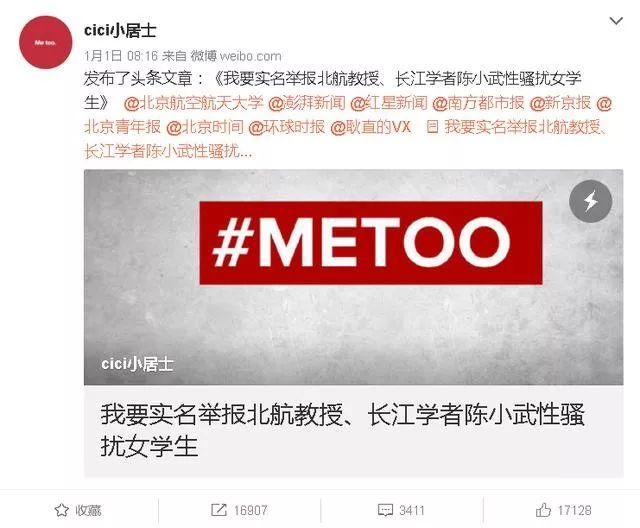 Me too.
cici小居士
1月1日 08:16 来自 微博 weibo.com
发布了头条文章：《我要实名举报北航教授、长江学者陈小武性骚扰女学
生》 @北京航空航天大学 @澎湃新闻 @红星新闻 @南方都市报 @新京报 @
北京青年报 @北京时间 @环球时报 @耿直的VX 我要实名举报北航教授、
长江学者陈小武性骚扰...
#METOO
cici小居士
我要实名举报北航教授、长江学者陈小武性骚
扰女学生
收藏 16907 3411 17128